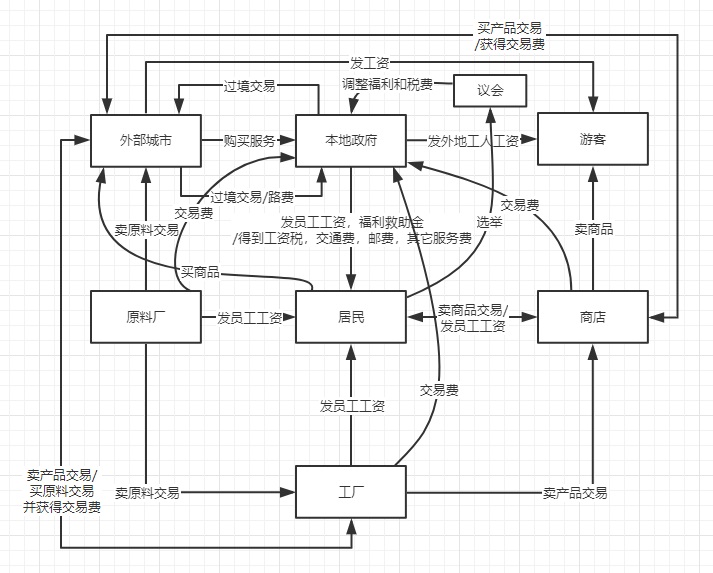 买产品交易
/获得交易费
发工资
过境交易
调整福利和税费
议会
外部城市
购买服务
本地政府
发外地工人工资
游客
过境交易/路费
交易费
交易费
卖原料交易
发员工工资，福利救助金
/得到工资税，交通费，邮费，其它服务费
选举
卖商品
买商品
原料厂
发员工工资
居民
卖商品交易/
发员工工资
商店
交易费
发员工工资
卖产品交易/
买原料交易
并获得交易费
卖原料交易
工厂
卖产品交易